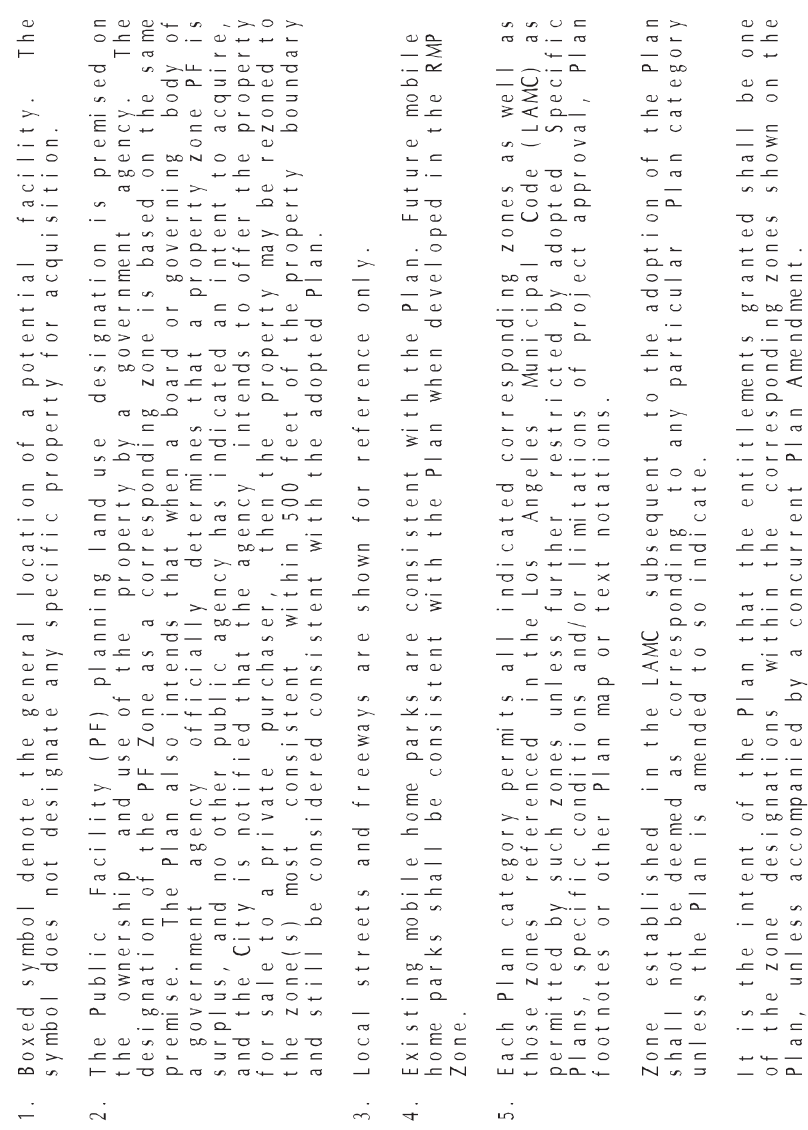 1. Boxed symbol denote the general location of a potential facility. The
symbol does not designate any specific property for acquisition.
2. The Public Facility (PF) planning land use designation is premised on
the ownership and use of the property by a government agency. The
designation of the PF Zone as a corresponding zone is based on the same
premise. The Plan also intends that when a board or governing body of
a government agency officially determines that a property zone PF is
surplus, and no other public agency has indicated an intent to acquire,
and the City is notified that the agency intends to offer the property
for sale to a private purchaser, then the property may be rezoned to
the zone(s) most consistent within 500 feet of the property boundary
and still be considered consistent with the adopted Plan.
3. Local streets and freeways are shown for reference only.
4. Existing mobile home parks are consistent with the Plan. Future mobile
home parks shall be consistent with the Plan when developed in the RMP
Zone.
5. Each Plan category permits all indicated corresponding zones as well as
those zones referenced in the Los Angeles Municipal Code (LAMC) as
permitted by such zones unless further restricted by adopted Specific
Plans, specific conditions and/or limitations of project approval, Plan
footnotes or other Plan map or text notations.
Zone established in the LAMC subsequent to the adoption of the Plan
shall not be deemed as corresponding to any particular Plan category
unless the Plan is amended to so indicate.
It is the intent of the Plan that the entitlements granted shall be one
of the zone designations within the corresponding zones shown on the
Plan, unless accompanied by a concurrent Plan Amendment.